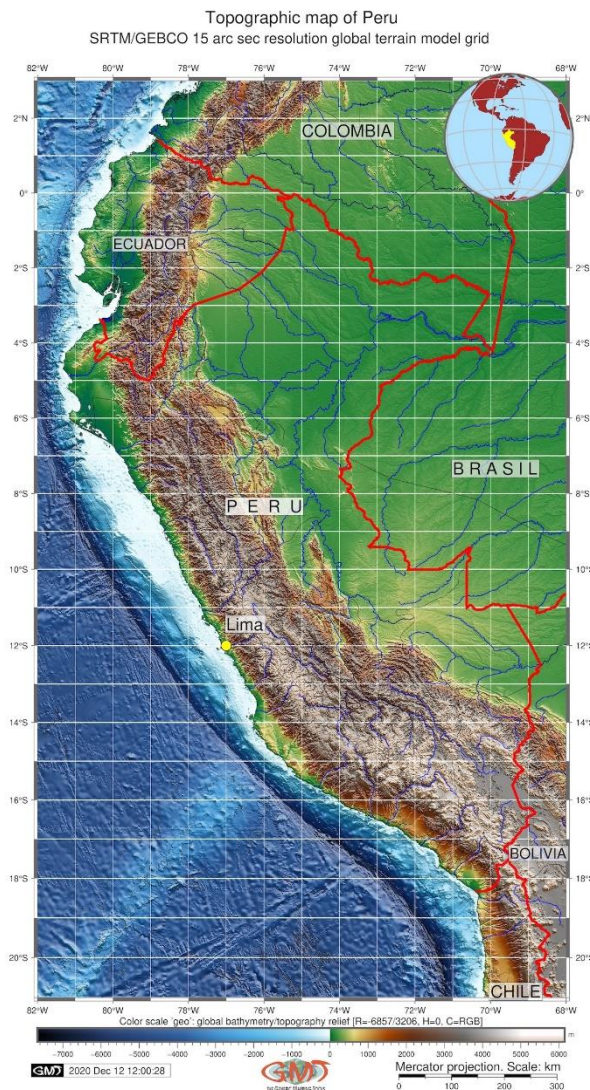 Topographic map of Peru
SRTM/GEBCO 15 arc sec resolution global terrain model grid
82°W 80°W 78°W 76°W 74°W 72°W 70°W 68°W
2°N
COLOMBIA
0° 0°
ECUADOR
2°S 2°S
4°S 4°S
6°S 6°S
BRASIL
8°S 8°S
PERU
10°S 10°S
Lima
12°S 12°S
14°S 14°S
16°S 16°S
BOLIVIA
18°S 18°S
20°S 20°S
CHILE
82°W 80°W 78°W 76°W 74°W 72°W 70°W 68°W
Color scale 'geo': global bathymetry/topography relief [R=-6857/3206, H=0, C=RGB]
m
-7000 -6000 -5000 -4000 -3000 -2000 -1000 0 1000 2000 3000 4000 5000 6000
GMT 2020 Dec 12 12:00:28
GMT
Mercator projection. Scale: km
0 100 200 300